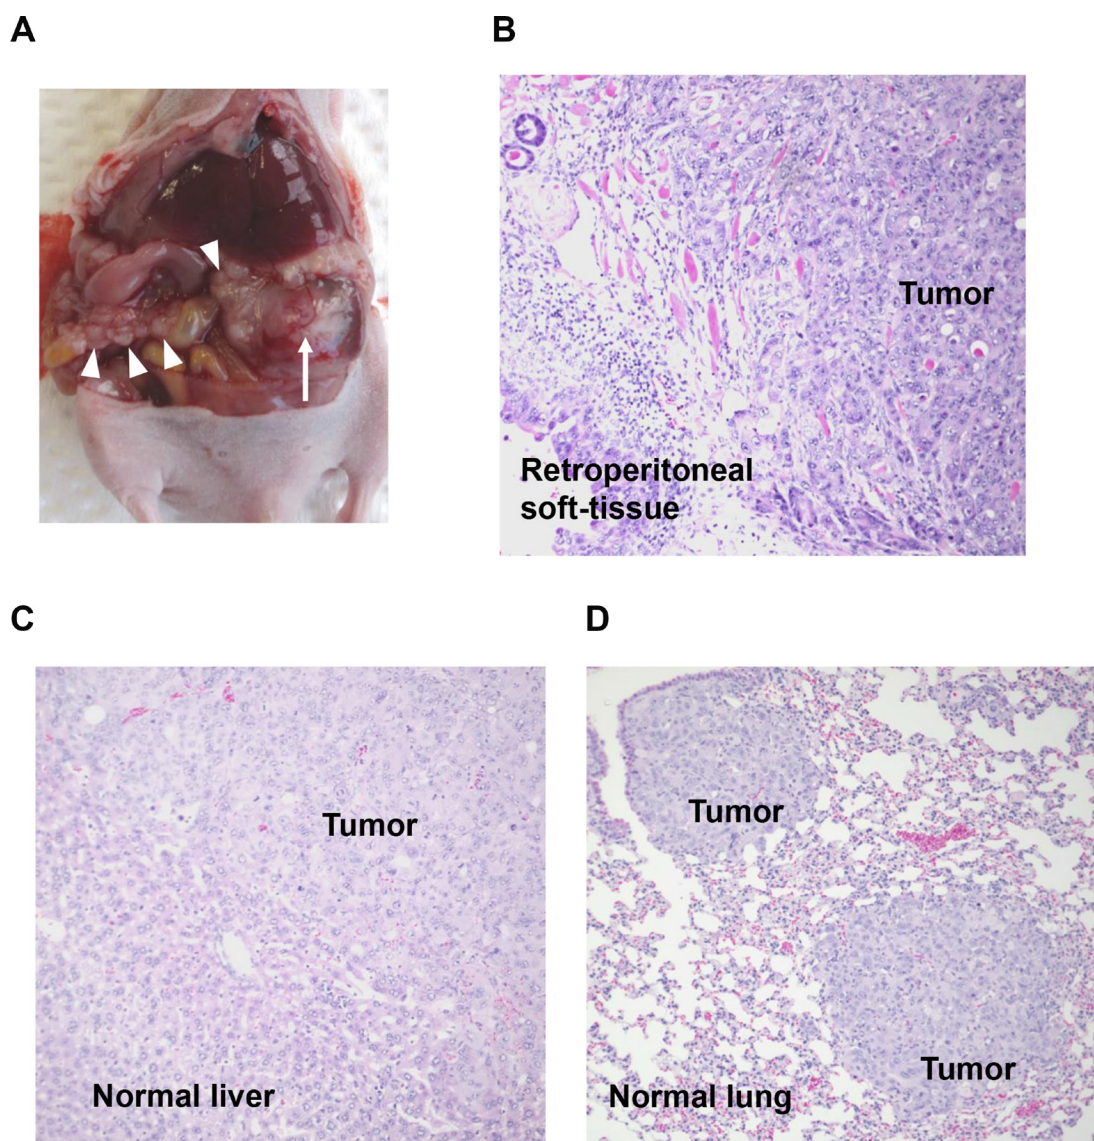 A
B
Tumor
Retroperitoneal
soft-tissue
C
D
Tumor
Normal liver
Tumor
Tumor
Normal lung